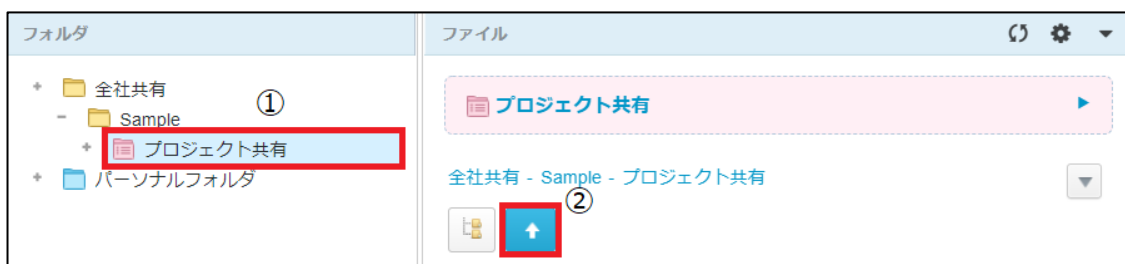 フォルダ
全社共有
①
Sample
プロジェクト共有
パーソナルフォルダ
ファイル
プロジェクト共有
全社共有 - Sample - プロジェクト共有
②